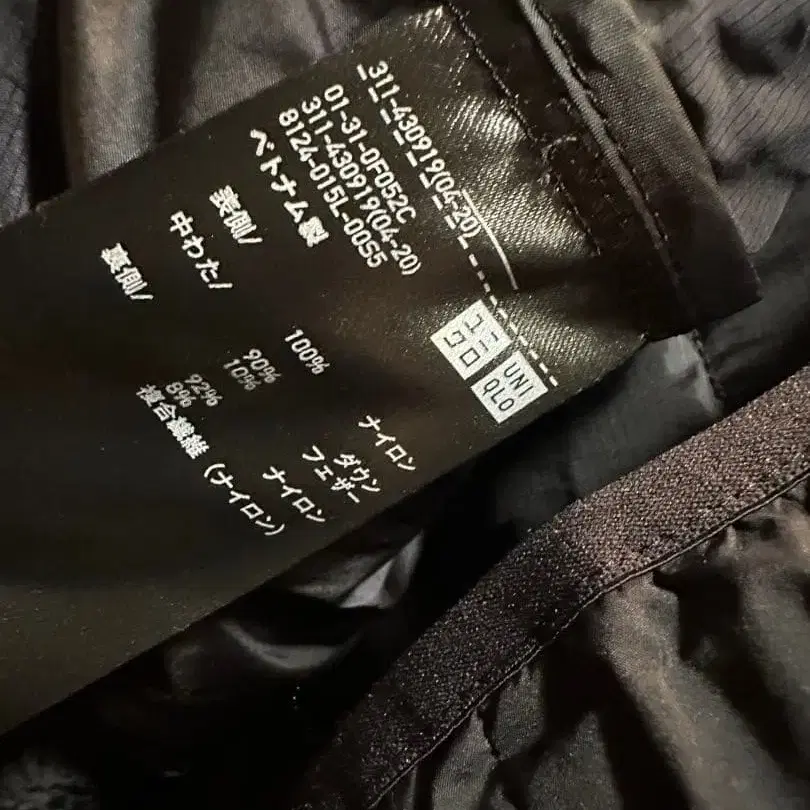 311-430919(04-20)
01-31-0F052C
311-430919(04-20)
8124-015L-00S5
ベトナム製
表側/ 100% ナイロン
中わた/ 90% ダウン
10% フェザー
裏側/ 92% ナイロン
8% 複合繊維 (ナイロン)
ユニ
クロ
UNI
QLO